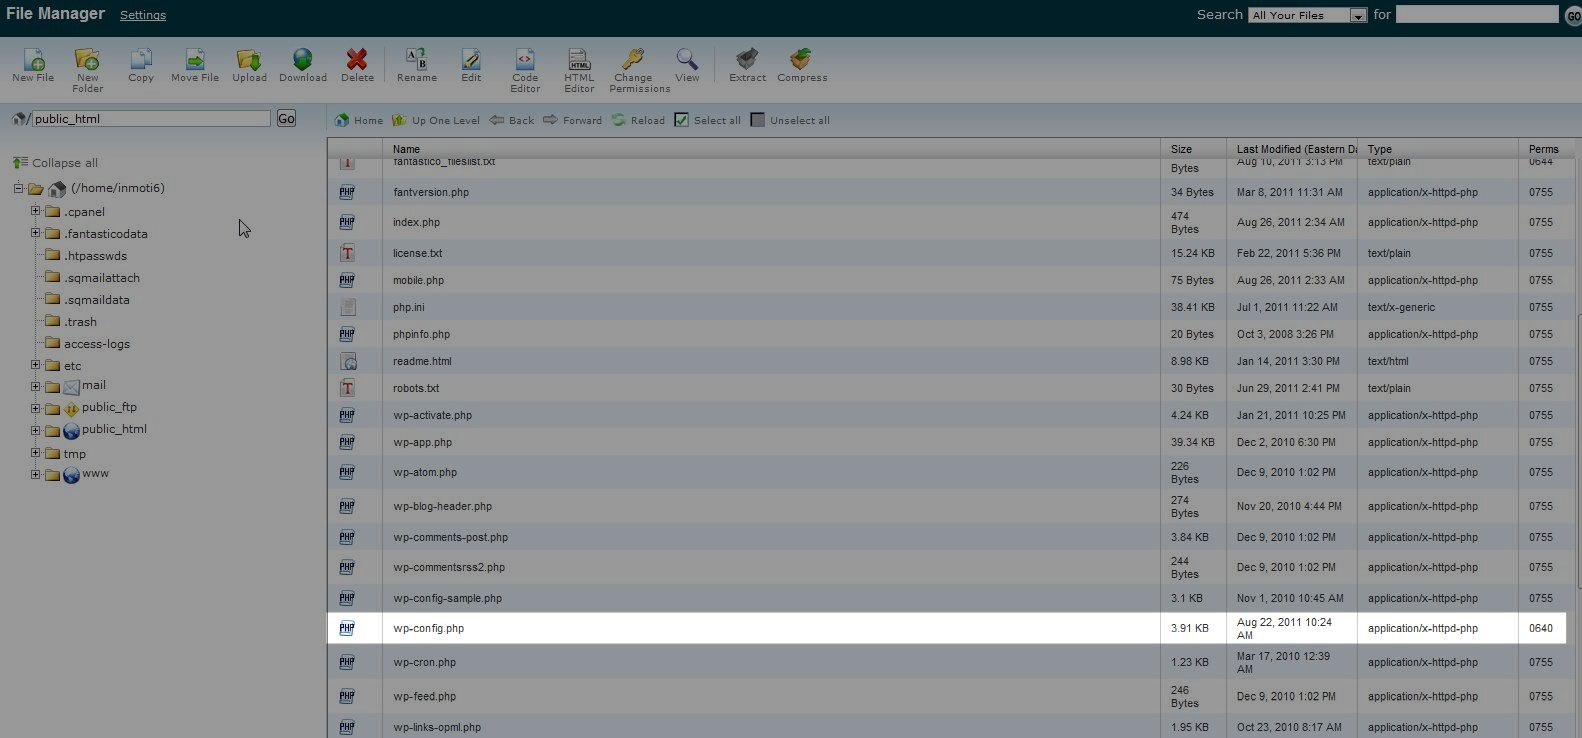 File Manager Settings
Search All Your Files for GO
New File New Folder Copy Move File Upload Download Delete Rename Edit Code Editor HTML Editor Change Permissions View Extract Compress
/ public_html Go
Home Up One Level Back Forward Reload Select all Unselect all
Collapse all
(/home/inmoti6)
.cpanel
.fantasticodata
.htpasswds
.sqmailattach
.sqmaildata
.trash
access-logs
etc
mail
public_ftp
public_html
tmp
www
Name Size Last Modified (Eastern Da Type Perms
fantastico_fileslist.txt Bytes Aug 10, 2011 3:13 PM text/plain 0644
PHP fantversion.php 34 Bytes Mar 8, 2011 11:31 AM application/x-httpd-php 0755
PHP index.php 474 Bytes Aug 26, 2011 2:34 AM application/x-httpd-php 0755
T license.txt 15.24 KB Feb 22, 2011 5:36 PM text/plain 0755
PHP mobile.php 75 Bytes Aug 26, 2011 2:33 AM application/x-httpd-php 0755
php.ini 38.41 KB Jul 1, 2011 11:22 AM text/x-generic 0755
PHP phpinfo.php 20 Bytes Oct 3, 2008 3:26 PM application/x-httpd-php 0755
readme.html 8.98 KB Jan 14, 2011 3:30 PM text/html 0755
T robots.txt 30 Bytes Jun 29, 2011 2:41 PM text/plain 0755
PHP wp-activate.php 4.24 KB Jan 21, 2011 10:25 PM application/x-httpd-php 0755
PHP wp-app.php 39.34 KB Dec 2, 2010 6:30 PM application/x-httpd-php 0755
PHP wp-atom.php 226 Bytes Dec 9, 2010 1:02 PM application/x-httpd-php 0755
PHP wp-blog-header.php 274 Bytes Nov 20, 2010 4:44 PM application/x-httpd-php 0755
PHP wp-comments-post.php 3.84 KB Dec 9, 2010 1:02 PM application/x-httpd-php 0755
PHP wp-commentsrss2.php 244 Bytes Dec 9, 2010 1:02 PM application/x-httpd-php 0755
PHP wp-config-sample.php 3.1 KB Nov 1, 2010 10:45 AM application/x-httpd-php 0755
PHP wp-config.php 3.91 KB Aug 22, 2011 10:24 AM application/x-httpd-php 0640
PHP wp-cron.php 1.23 KB Mar 17, 2010 12:39 AM application/x-httpd-php 0755
PHP wp-feed.php 246 Bytes Dec 9, 2010 1:02 PM application/x-httpd-php 0755
PHP wp-links-opml.php 1.95 KB Oct 23, 2010 8:17 AM application/x-httpd-php 0755